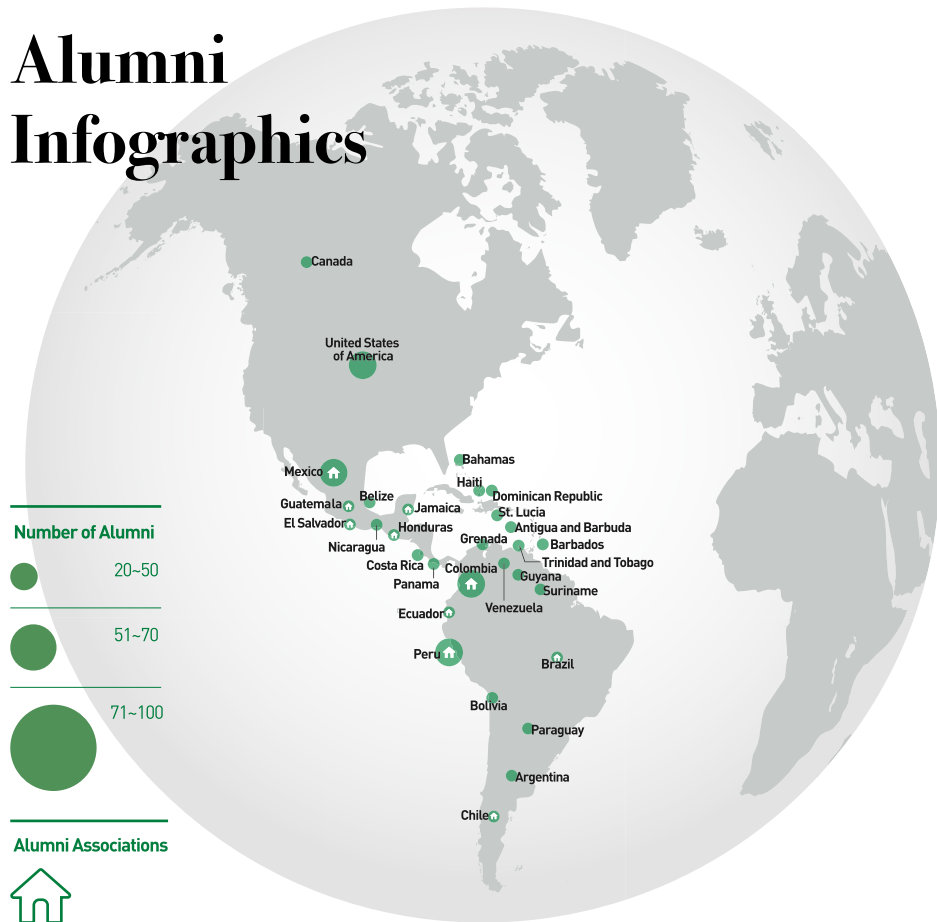 Alumni
Infographics
Canada
United States
of America
Mexico
Bahamas
Haiti
Dominican Republic
Guatemala
Belize
Jamaica
St. Lucia
El Salvador
Honduras
Antigua and Barbuda
Nicaragua
Grenada
Barbados
Costa Rica
Colombia
Trinidad and Tobago
Panama
Guyana
Suriname
Venezuela
Ecuador
Peru
Brazil
Bolivia
Paraguay
Argentina
Chile
Number of Alumni
20~50
51~70
71~100
Alumni Associations